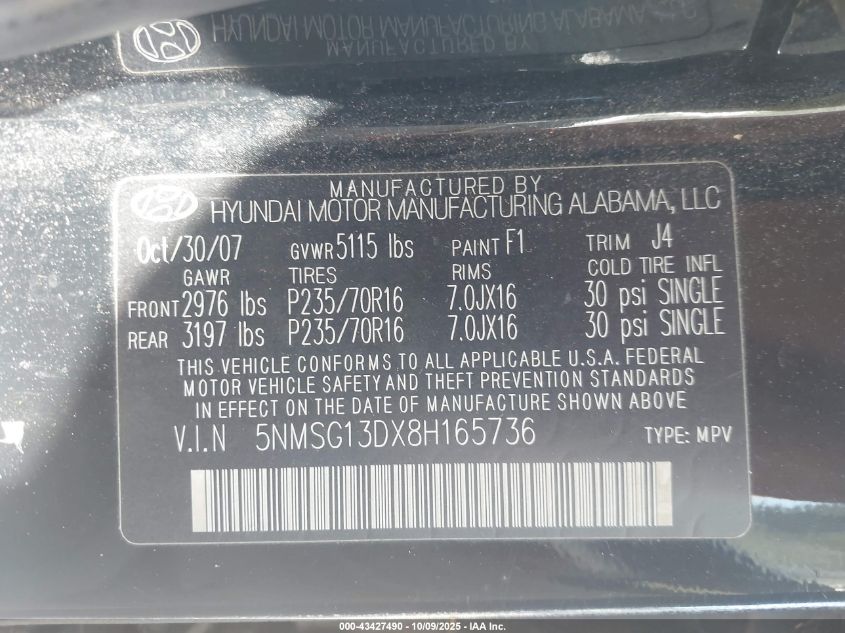 HYUNDAI MOTOR MANUFACTURING ALABAMA,
MANUFACTURED BY
MANUFACTURED BY
HYUNDAI MOTOR MANUFACTURING ALABAMA, LLC
Oct/30/07 GVWR 5115 lbs PAINT F1 TRIM J4
GAWR TIRES RIMS COLD TIRE INFL
FRONT 2976 lbs P235/70R16 7.0JX16 30 psi SINGLE
REAR 3197 lbs P235/70R16 7.0JX16 30 psi SINGLE
THIS VEHICLE CONFORMS TO ALL APPLICABLE U.S.A. FEDERAL
MOTOR VEHICLE SAFETY AND THEFT PREVENTION STANDARDS
IN EFFECT ON THE DATE OF MANUFACTURE SHOWN ABOVE
V.I.N 5NMSG13DX8H165736 TYPE: MPV
000-43427490 • 10/09/2025 • IAA Inc.